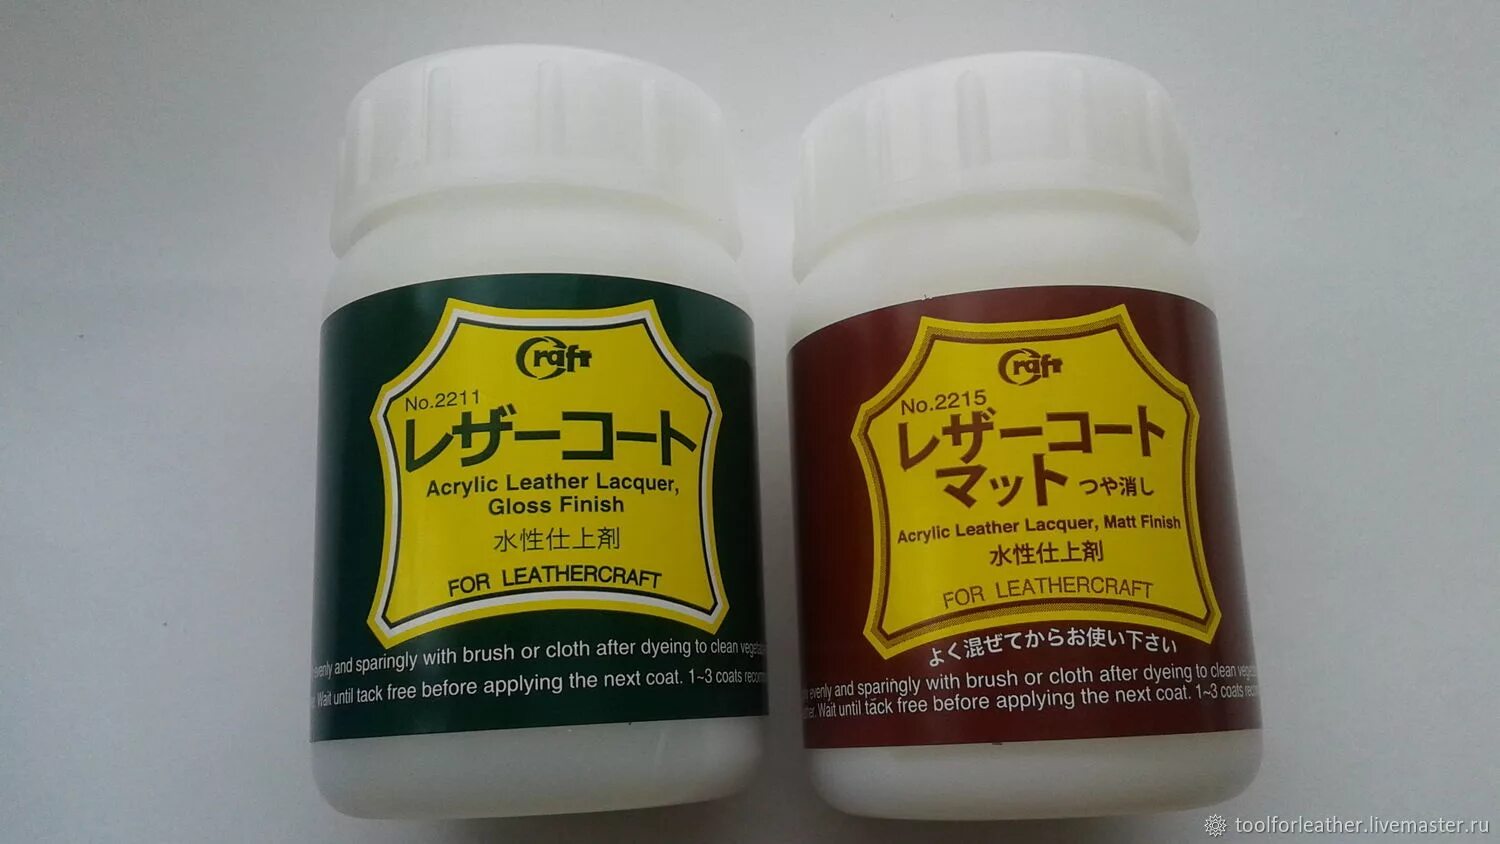 Craft
No.2211
レザーコート
Acrylic Leather Lacquer,
Gloss Finish
水性仕上剤
FOR LEATHERCRAFT
evenly and sparingly with brush or cloth after dyeing to clean
Wait until tack free before applying the next coat. 1~3 coats
Craft
No.2215
レザーコート
マット つや消し
Acrylic Leather Lacquer, Matt Finish
水性仕上剤
FOR LEATHERCRAFT
よく混ぜてからお使い下さい
evenly and sparingly with brush or cloth after dyeing to clean
Wait until tack free before applying the next coat. 1~3 coats
toolforleather.livemaster.ru